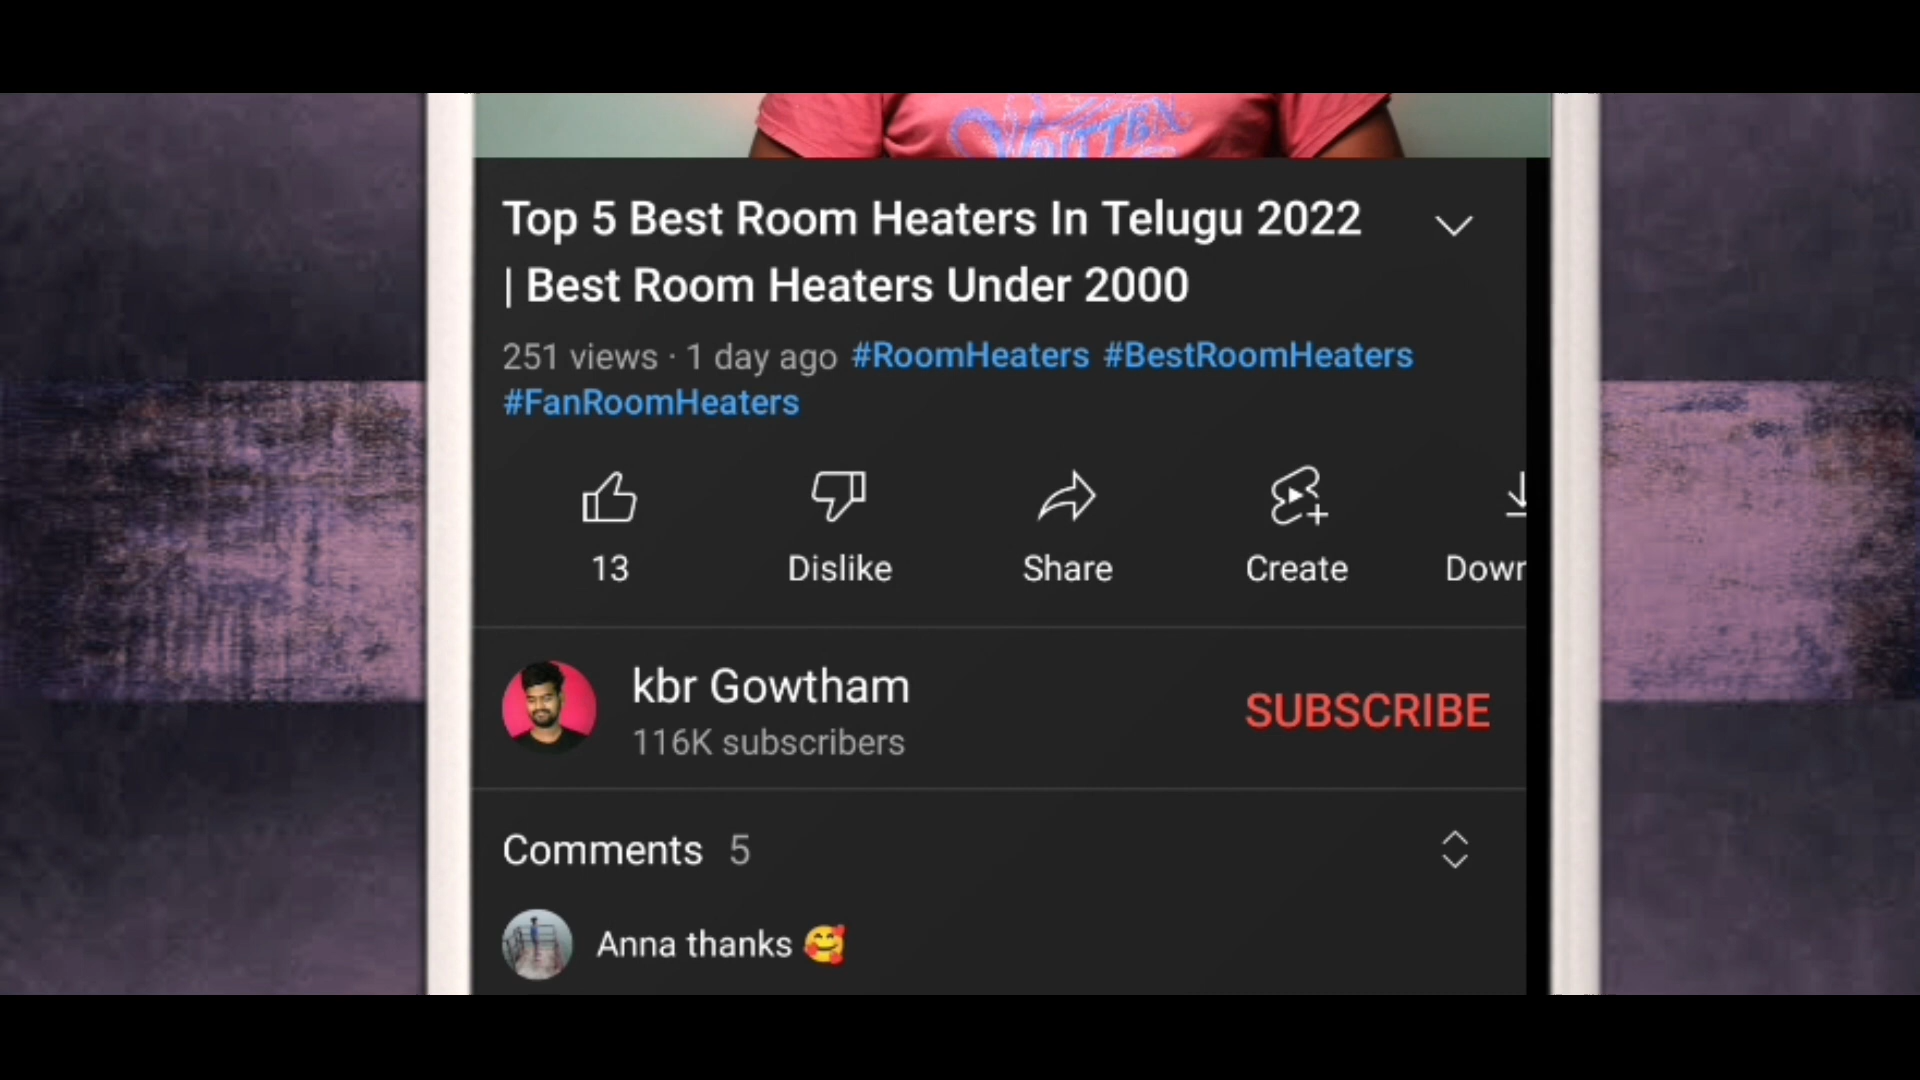 Top 5 Best Room Heaters In Telugu 2022
| Best Room Heaters Under 2000
251 views · 1 day ago #RoomHeaters #BestRoomHeaters
#FanRoomHeaters
13
Dislike
Share
Create
kbr Gowtham
116K subscribers
SUBSCRIBE
Comments 5
Anna thanks 🥰